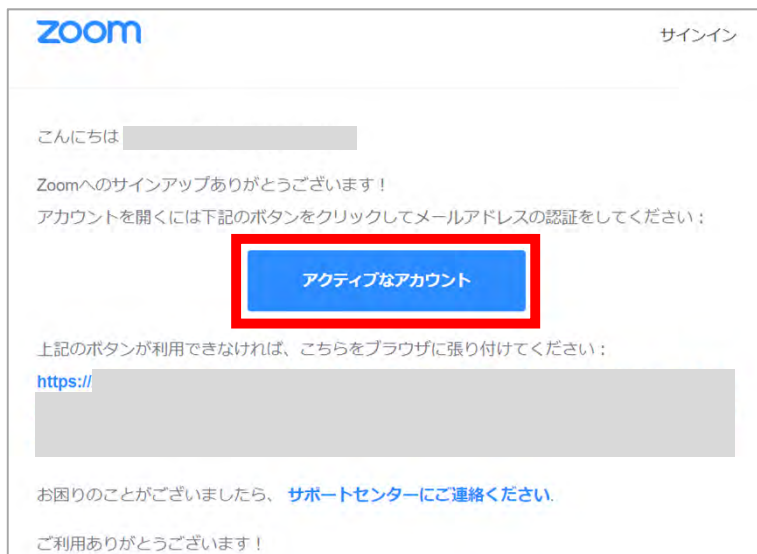 zoom
サインイン
こんにちは
Zoomへのサインアップありがとうございます！
アカウントを開くには下記のボタンをクリックしてメールアドレスの認証をしてください：
アクティブなアカウント
上記のボタンが利用できなければ、こちらをブラウザに張り付けてください：
https://
お困りのことがございましたら、 サポートセンターにご連絡ください.
ご利用ありがとうございます！